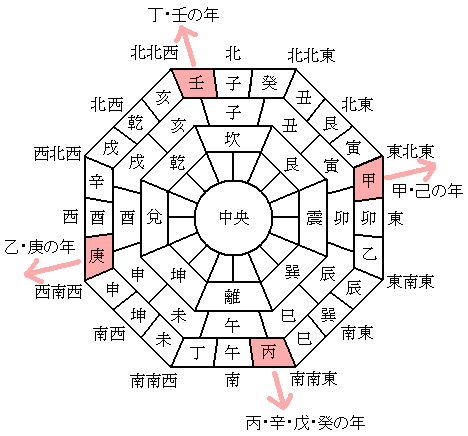 丁・壬の年
北北西
北
北北東
壬
子
癸
北西
亥
丑
北東
乾
子
艮
戌
亥
丑
寅
西北西
戌
乾
坎
艮
寅
東北東
辛
甲
甲・己の年
西
酉
酉
兌
中央
震
卯
卯
東
乙・庚の年
庚
乙
西南西
申
申
坤
巽
辰
辰
東南東
南西
坤
未
離
巳
巽
南東
未
午
巳
丁
午
丙
南南西
南
南南東
丙・辛・戊・癸の年